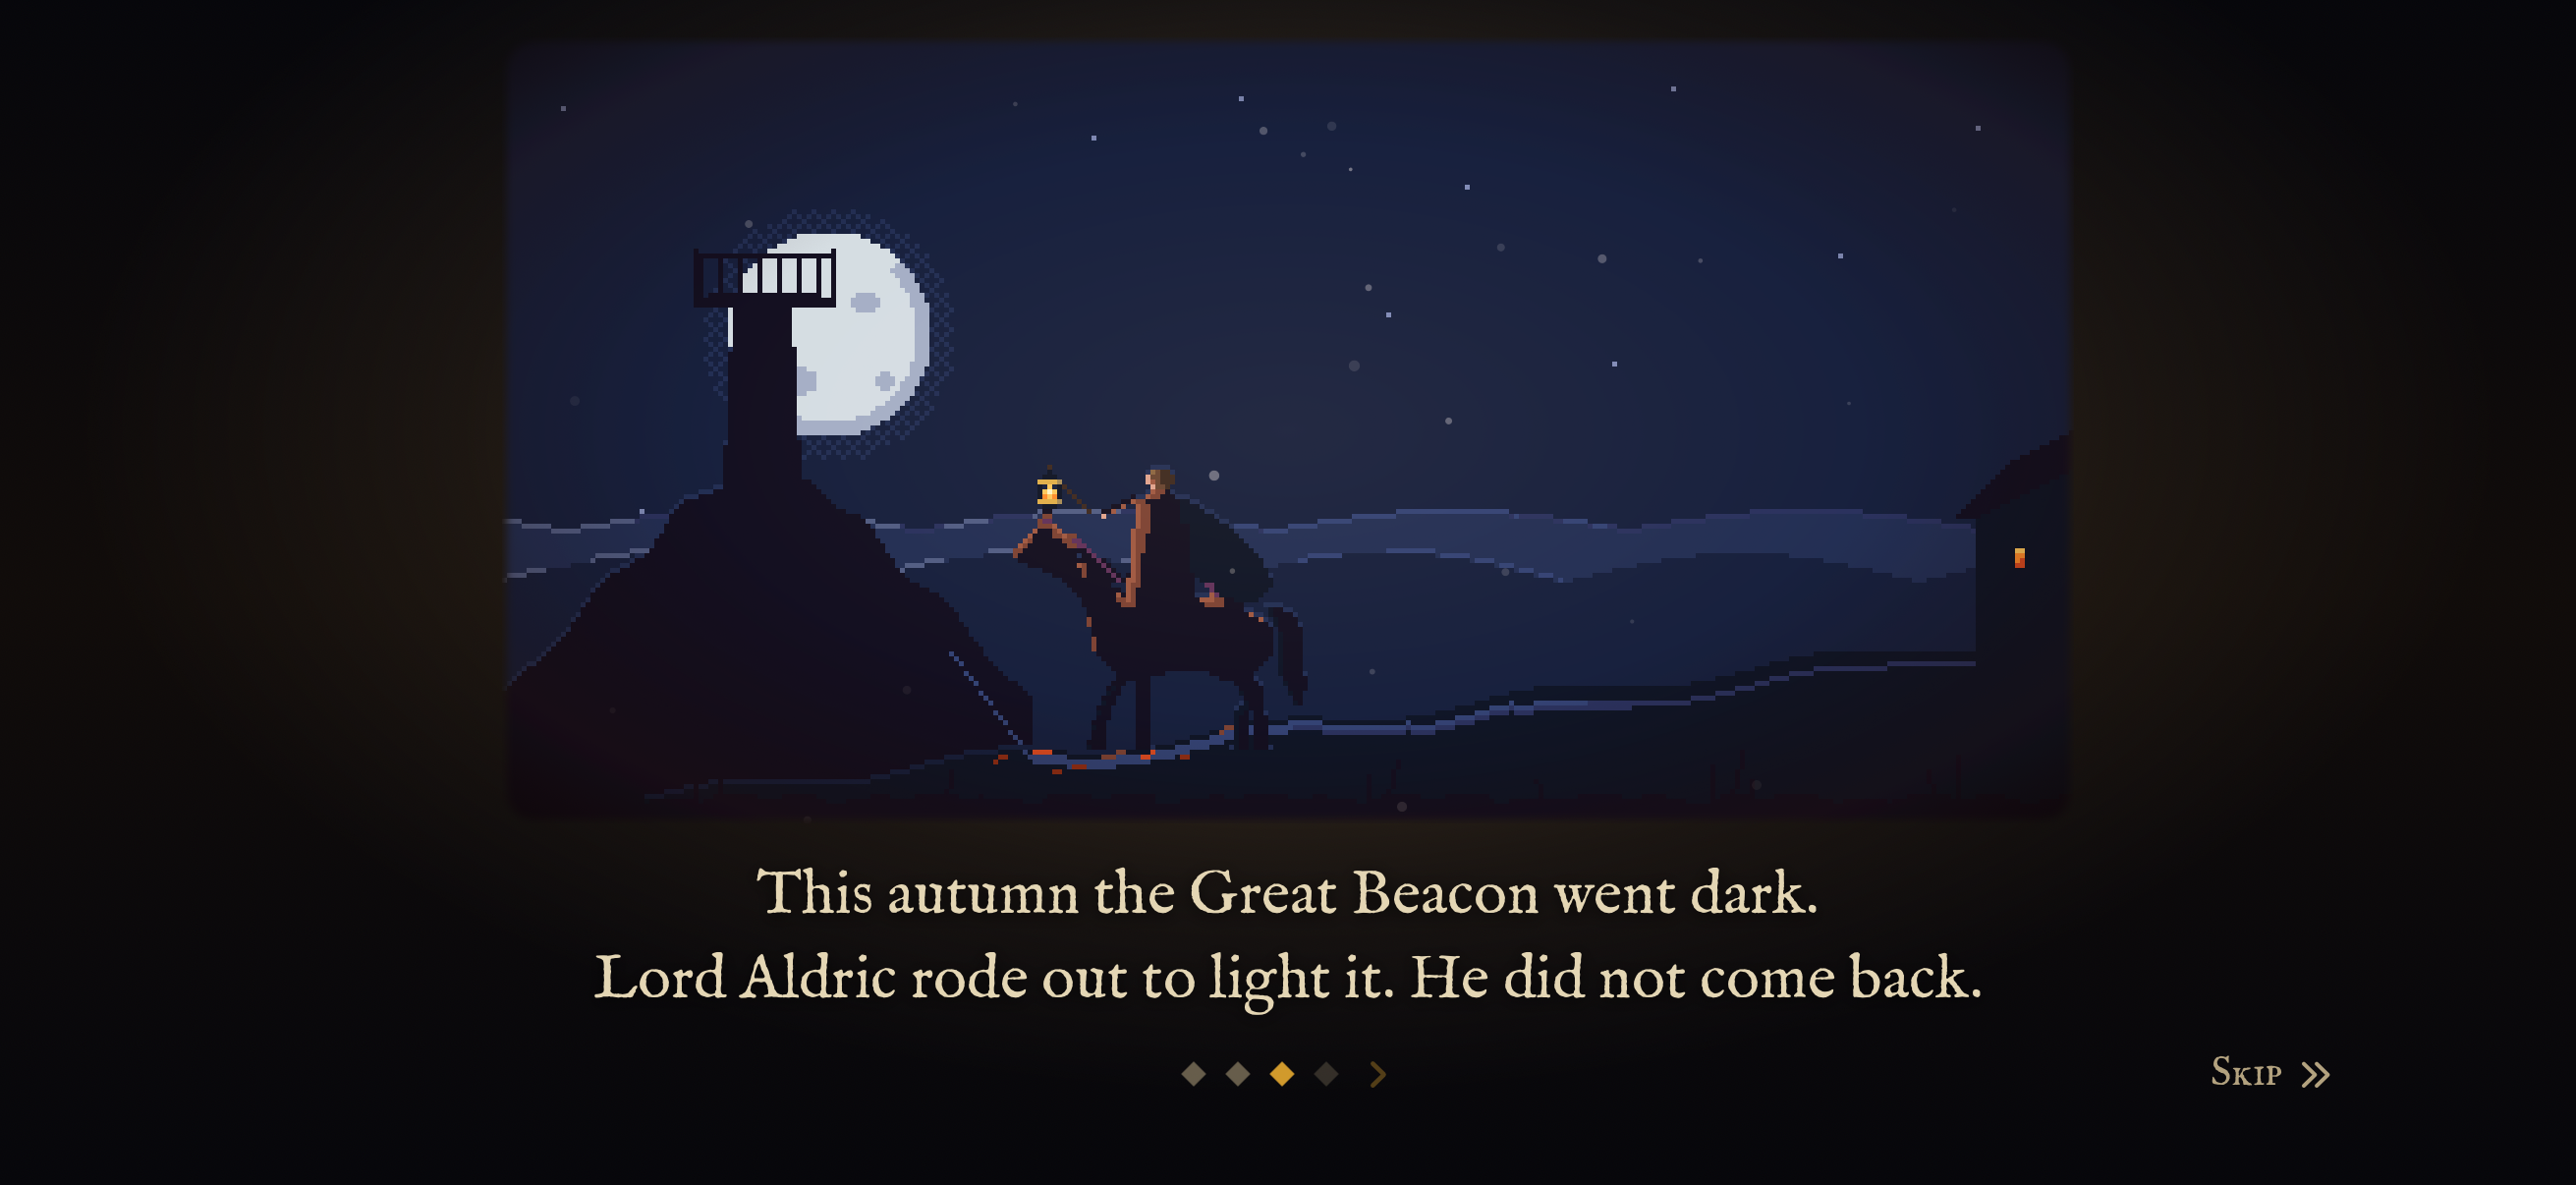 This autumn the Great Beacon went dark.
Lord Aldric rode out to light it. He did not come back.
Skip